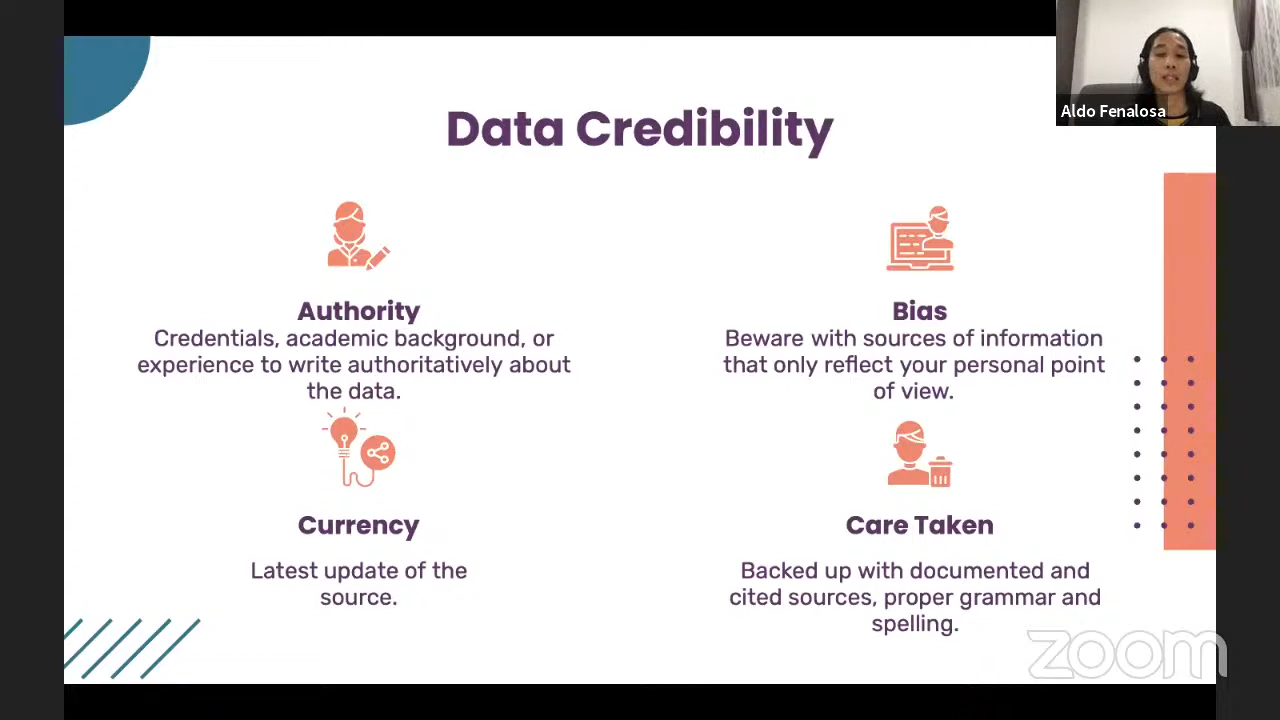 Data Credibility
Aldo Fenalosa
Authority
Credentials, academic background, or
experience to write authoritatively about
the data.
Bias
Beware with sources of information
that only reflect your personal point
of view.
Currency
Latest update of the
source.
Care Taken
Backed up with documented and
cited sources, proper grammar and
spelling.
zoom